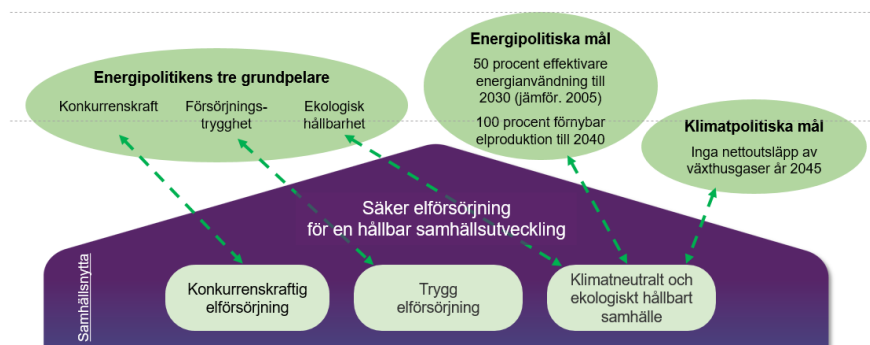 Energipolitikens tre grundpelare
Konkurrenskraft
Försörjnings-
trygghet
Ekologisk
hållbarhet
Energipolitiska mål
50 procent effektivare
energianvändning till
2030 (jämför. 2005)
100 procent förnybar
elproduktion till 2040
Klimatpolitiska mål
Inga nettoutsläpp av
växthusgaser år 2045
Säker elförsörjning
för en hållbar samhällsutveckling
Samhällsnytta
Konkurrenskraftig
elförsörjning
Trygg
elförsörjning
Klimatneutralt och
ekologiskt hållbart
samhälle